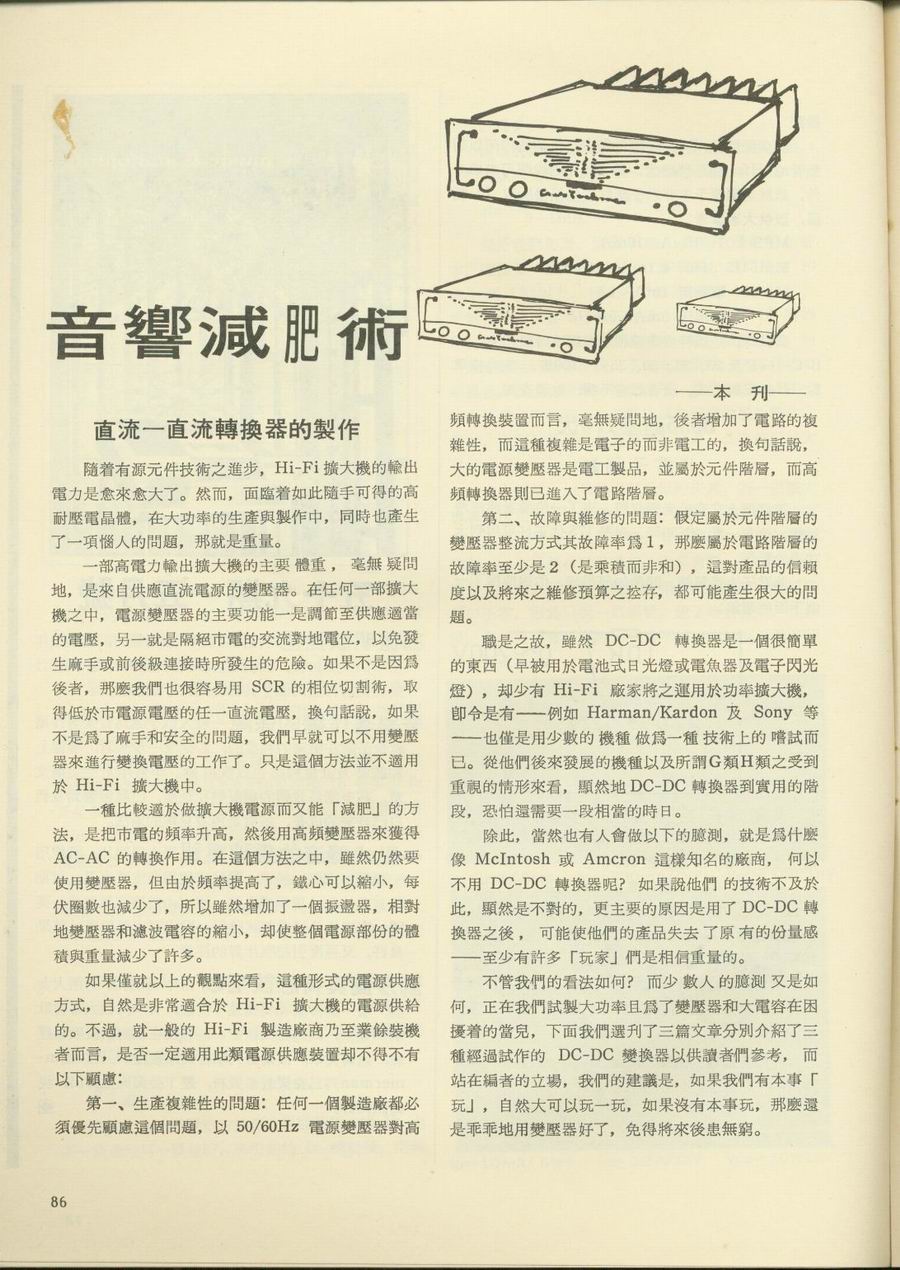 音響減肥術
——本 刊——
直流一直流轉換器的製作
隨着有源元件技術之進步，Hi-Fi 擴大機的輸出
電力是愈來愈大了。然而，面臨着如此隨手可得的高
耐壓電晶體，在大功率的生產與製作中，同時也產生
了一項惱人的問題，那就是重量。
一部高電力輸出擴大機的主要 體重， 毫無 疑問
地，是來自供應直流電源的變壓器。在任何一部擴大
機之中，電源變壓器的主要功能一是調節至供應適當
的電壓，另一就是隔絕市電的交流對地電位，以免發
生麻手或前後級連接時所發生的危險。如果不是因爲
後者，那麼我們也很容易用 SCR 的相位切割術，取
得低於市電源電壓的任一直流電壓，換句話說，如果
不是爲了麻手和安全的問題，我們早就可以不用變壓
器來進行變換電壓的工作了。只是這個方法並不適用
於 Hi-Fi 擴大機中。
一種比較適於做擴大機電源而又能「減肥」的方
法，是把市電的頻率升高，然後用高頻變壓器來獲得
AC-AC 的轉換作用。在這個方法之中，雖然仍然要
使用變壓器，但由於頻率提高了，鐵心可以縮小，每
伏圈數也減少了，所以雖然增加了一個振盪器，相對
地變壓器和濾波電容的縮小，却使整個電源部份的體
積與重量減少了許多。
如果僅就以上的觀點來看，這種形式的電源供應
方式，自然是非常適合於 Hi-Fi 擴大機的電源供給
的。不過，就一般的 Hi-Fi 製造廠商乃至業餘裝機
者而言，是否一定適用此類電源供應裝置却不得不有
以下顧慮：
第一、生產複雜性的問題：任何一個製造廠都必
須優先顧慮這個問題，以 50/60Hz 電源變壓器對高
頻轉換裝置而言，毫無疑問地，後者增加了電路的複
雜性，而這種複雜是電子的而非電工的，換句話說，
大的電源變壓器是電工製品，並屬於元件階層，而高
頻轉換器則已進入了電路階層。
第二、故障與維修的問題：假定屬於元件階層的
變壓器整流方式其故障率爲 1 ，那麼屬於電路階層的
故障率至少是 2 （是乘積而非和），這對產品的信賴
度以及將來之維修預算之控存，都可能產生很大的問
題。
職是之故，雖然 DC-DC 轉換器是一個很簡單
的東西（早被用於電池式日光燈或電魚器及電子閃光
燈），却少有 Hi-Fi 廠家將之運用於功率擴大機，
卽令是有——例如 Harman/Kardon 及 Sony 等
——也僅是用少數的 機種 做爲一種 技術上的 嚐試而
已。從他們後來發展的機種以及所謂G類H類之受到
重視的情形來看，顯然地 DC-DC 轉換器到實用的階
段，恐怕還需要一段相當的時日。
除此，當然也有人會做以下的臆測，就是爲什麼
像 McIntosh 或 Amcron 這樣知名的廠商， 何以
不用 DC-DC 轉換器呢？ 如果說他們 的技術不及於
此，顯然是不對的，更主要的原因是用了 DC-DC 轉
換器之後， 可能使他們的產品失去 了原 有的份量感
——至少有許多「玩家」們是相信重量的。
不管我們的看法如何？ 而少 數人 的臆測 又是如
何，正在我們試製大功率且爲了變壓器和大電容在困
擾着的當兒，下面我們選刋了三篇文章分別介紹了三
種經過試作的 DC-DC 變換器以供讀者們參考， 而
站在編者的立場，我們的建議是，如果我們有本事「
玩」，自然大可以玩一玩，如果沒有本事玩，那麼還
是乖乖地用變壓器好了，免得將來後患無窮。
86